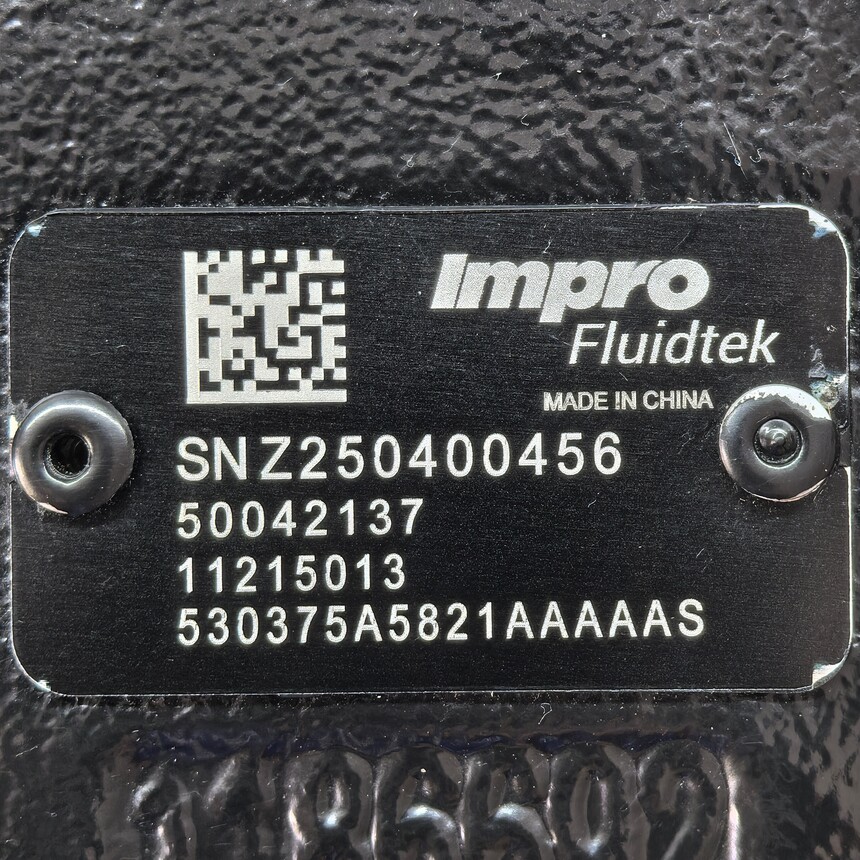 Impro
Fluidtek
MADE IN CHINA
SNZ250400456
50042137
11215013
530375A5821AAAAAS